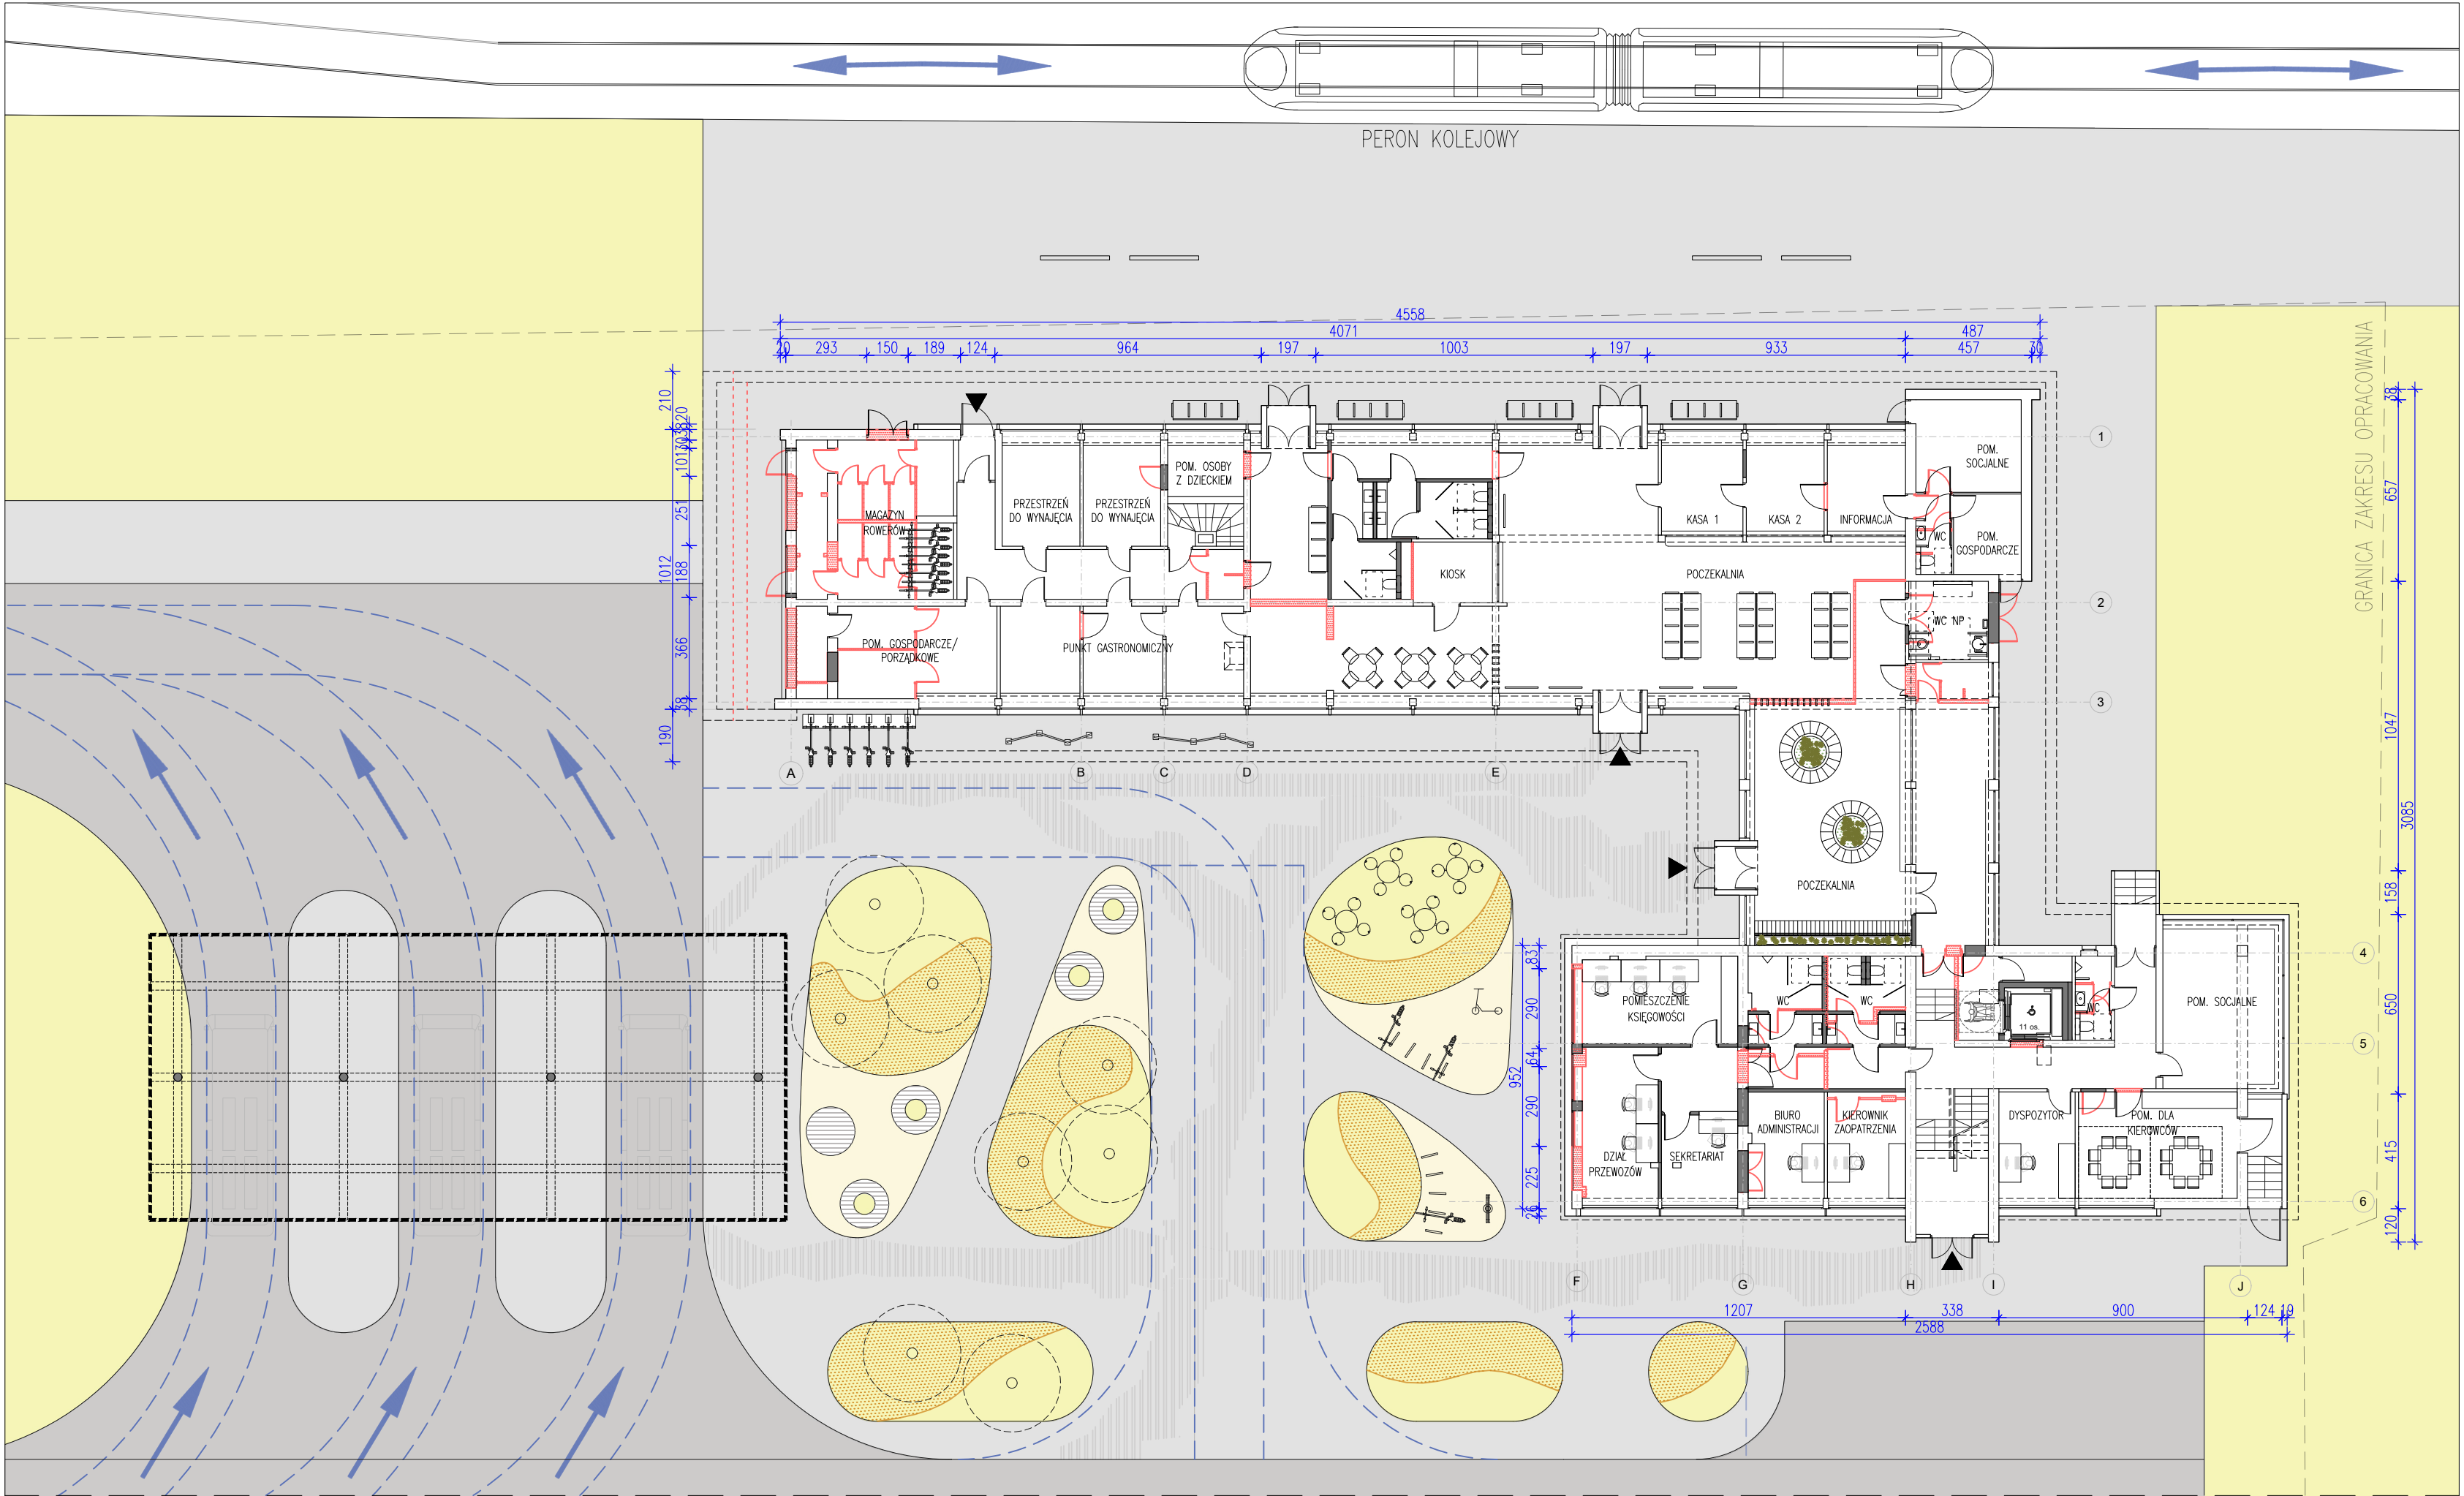 PERON KOLEJOWY
GRANICA ZAKRESU OPRACOWANIA
4558
4071
487
20
293
150
189
124
964
197
1003
197
933
457
30
210
1012
251
188
366
38
190
38
657
1047
3085
158
650
415
120
1
2
3
4
5
6
MAGAZYN
ROWERÓW
PRZESTRZEŃ
DO WYNAJĘCIA
PRZESTRZEŃ
DO WYNAJĘCIA
POM. OSOBY
Z DZIECKIEM
KASA 1
KASA 2
INFORMACJA
POM.
SOCJALNE
WC
POM.
GOSPODARCZE
KIOSK
POCZEKALNIA
WC NP
POM. GOSPODARCZE/
PORZĄDKOWE
PUNKT GASTRONOMICZNY
A
B
C
D
E
POCZEKALNIA
POMIESZCZENIE
KSIĘGOWOŚCI
WC
WC
11 os.
WC
POM. SOCJALNE
DZIAŁ
PRZEWOZÓW
SEKRETARIAT
BIURO
ADMINISTRACJI
KIEROWNIK
ZAOPATRZENIA
DYSPOZYTOR
POM. DLA
KIEROWCÓW
952
83
290
64
290
225
26
F
G
H
I
J
1207
338
900
124
19
2588